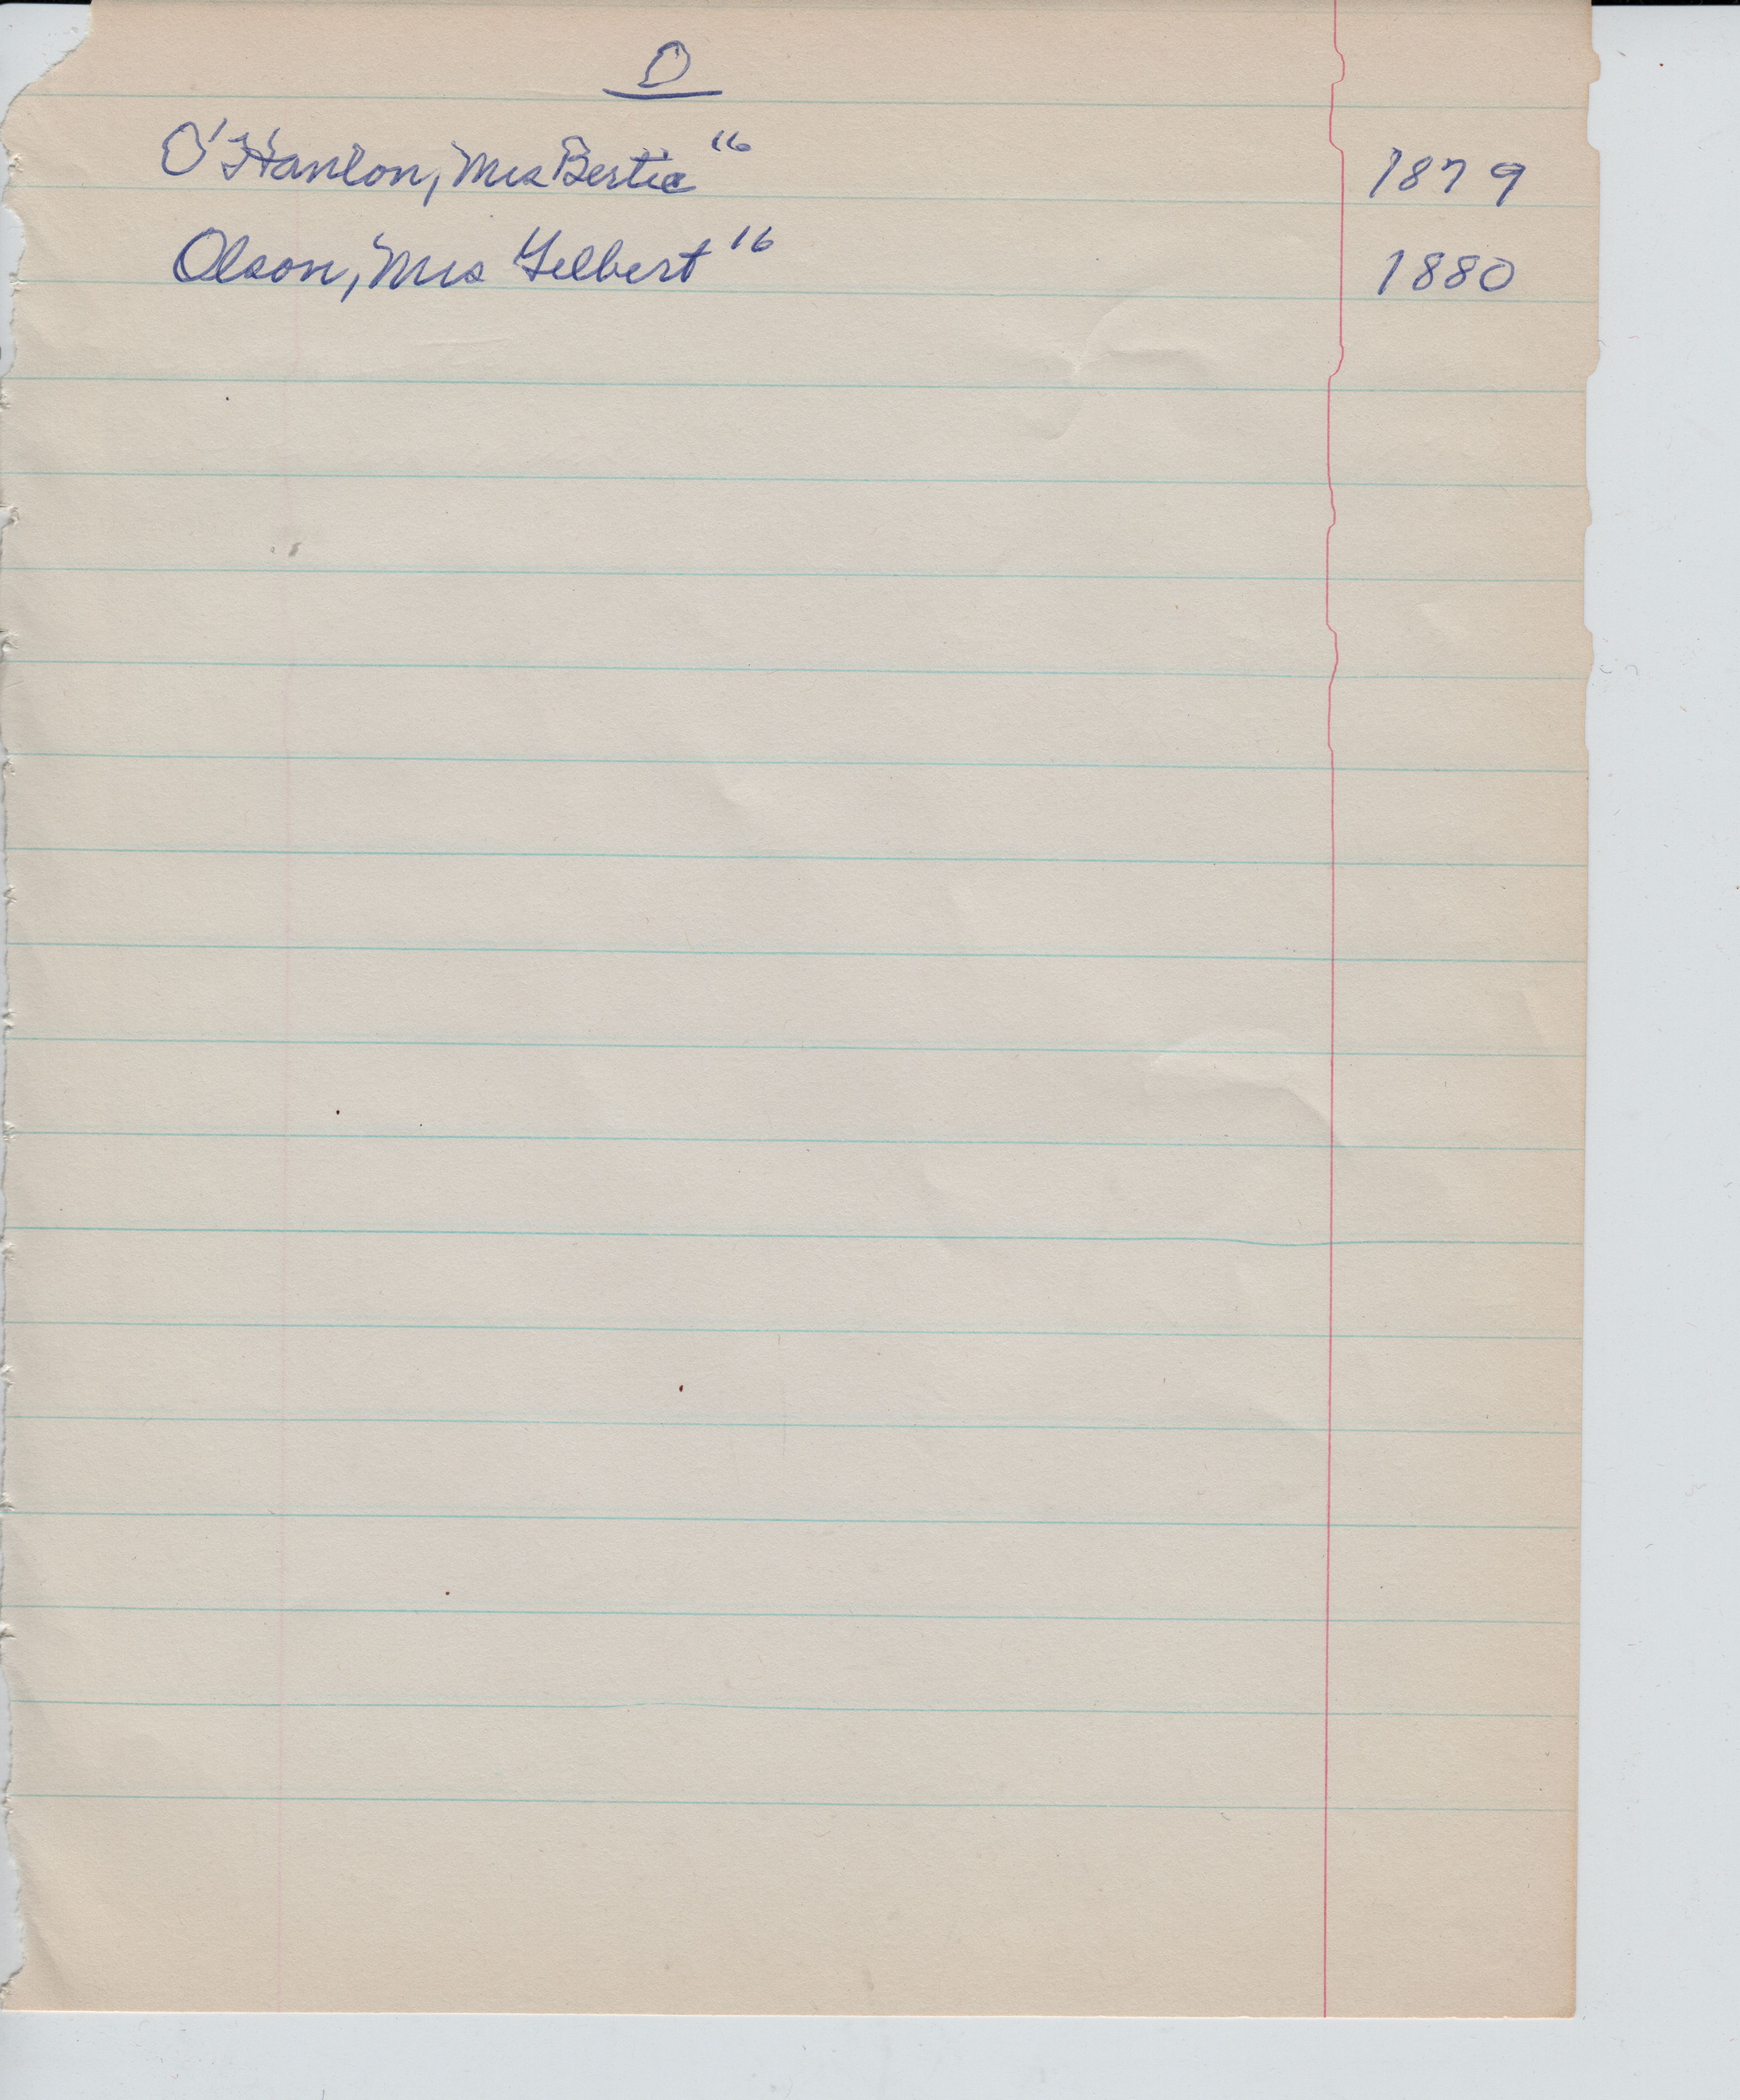 O
O'Hanlon, Mrs Bertie "16 1879
Olson, Mrs Gilbert "16 1880